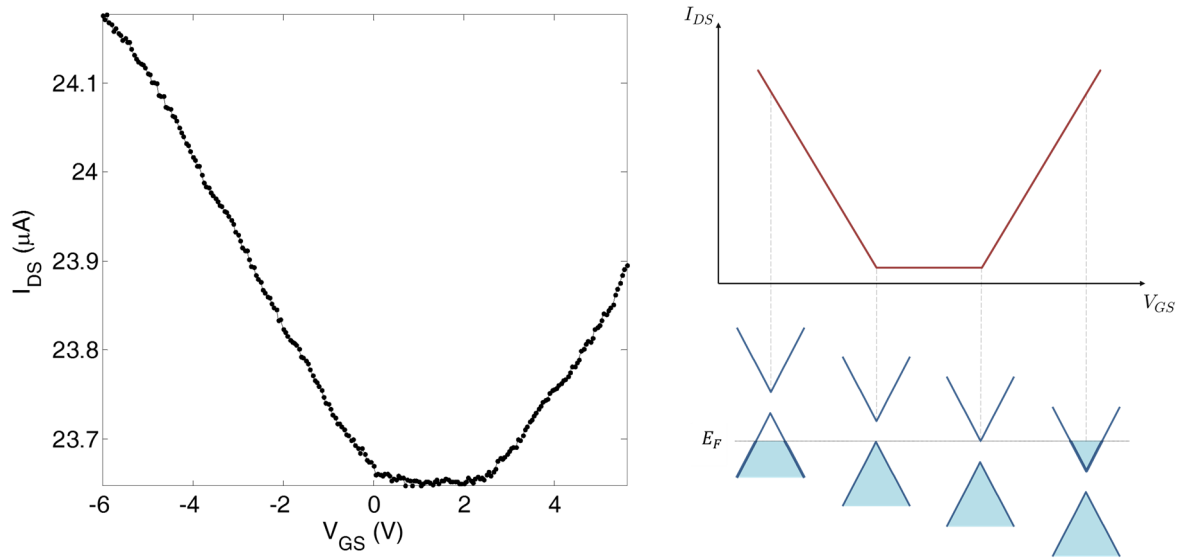 24.1
24
23.9
23.8
23.7
I_DS (μA)
-6
-4
-2
0
2
4
V_GS (V)
I_DS
V_GS
E_F